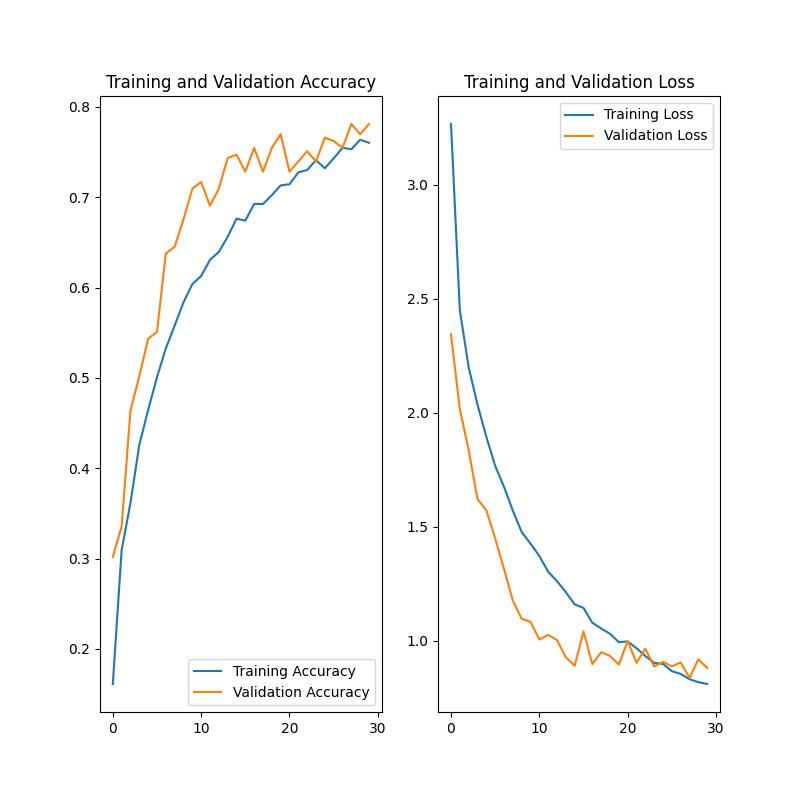 Training and Validation Accuracy
0.8
0.7
0.6
0.5
0.4
0.3
0.2
Training Accuracy
Validation Accuracy
0 10 20 30
Training and Validation Loss
Training Loss
Validation Loss
3.0
2.5
2.0
1.5
1.0
0 10 20 30